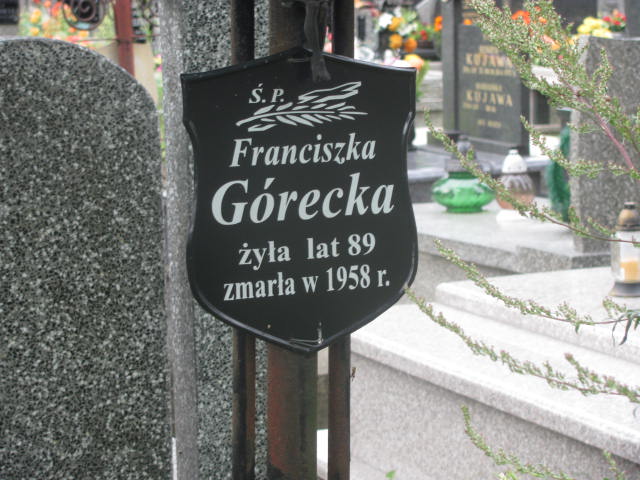 Ś.P.
Franciszka
Górecka
żyła lat 89
zmarła w 1958 r.
KUJAWA
KUJAWA